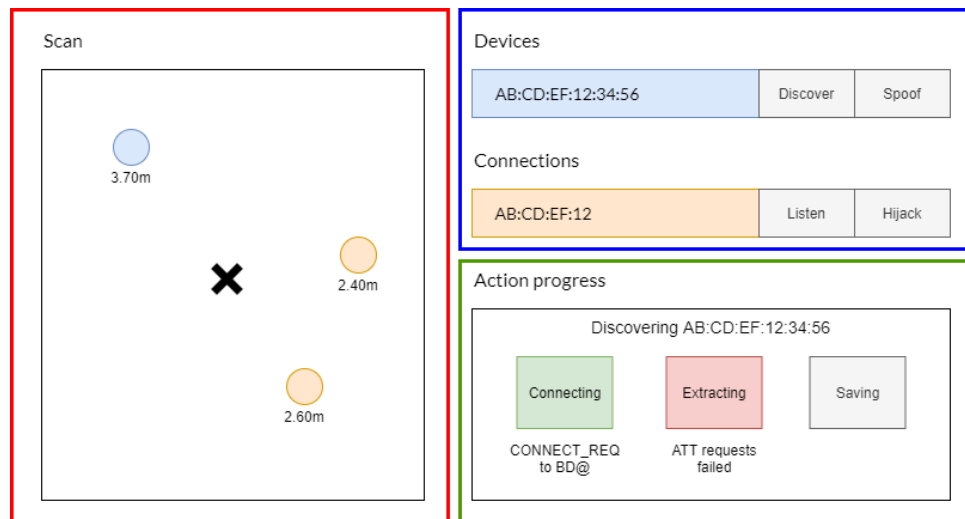 Scan
3.70m
2.40m
2.60m
Devices
AB:CD:EF:12:34:56
Discover
Spoof
Connections
AB:CD:EF:12
Listen
Hijack
Action progress
Discovering AB:CD:EF:12:34:56
Connecting
Extracting
Saving
CONNECT_REQ
to BD@
ATT requests
failed